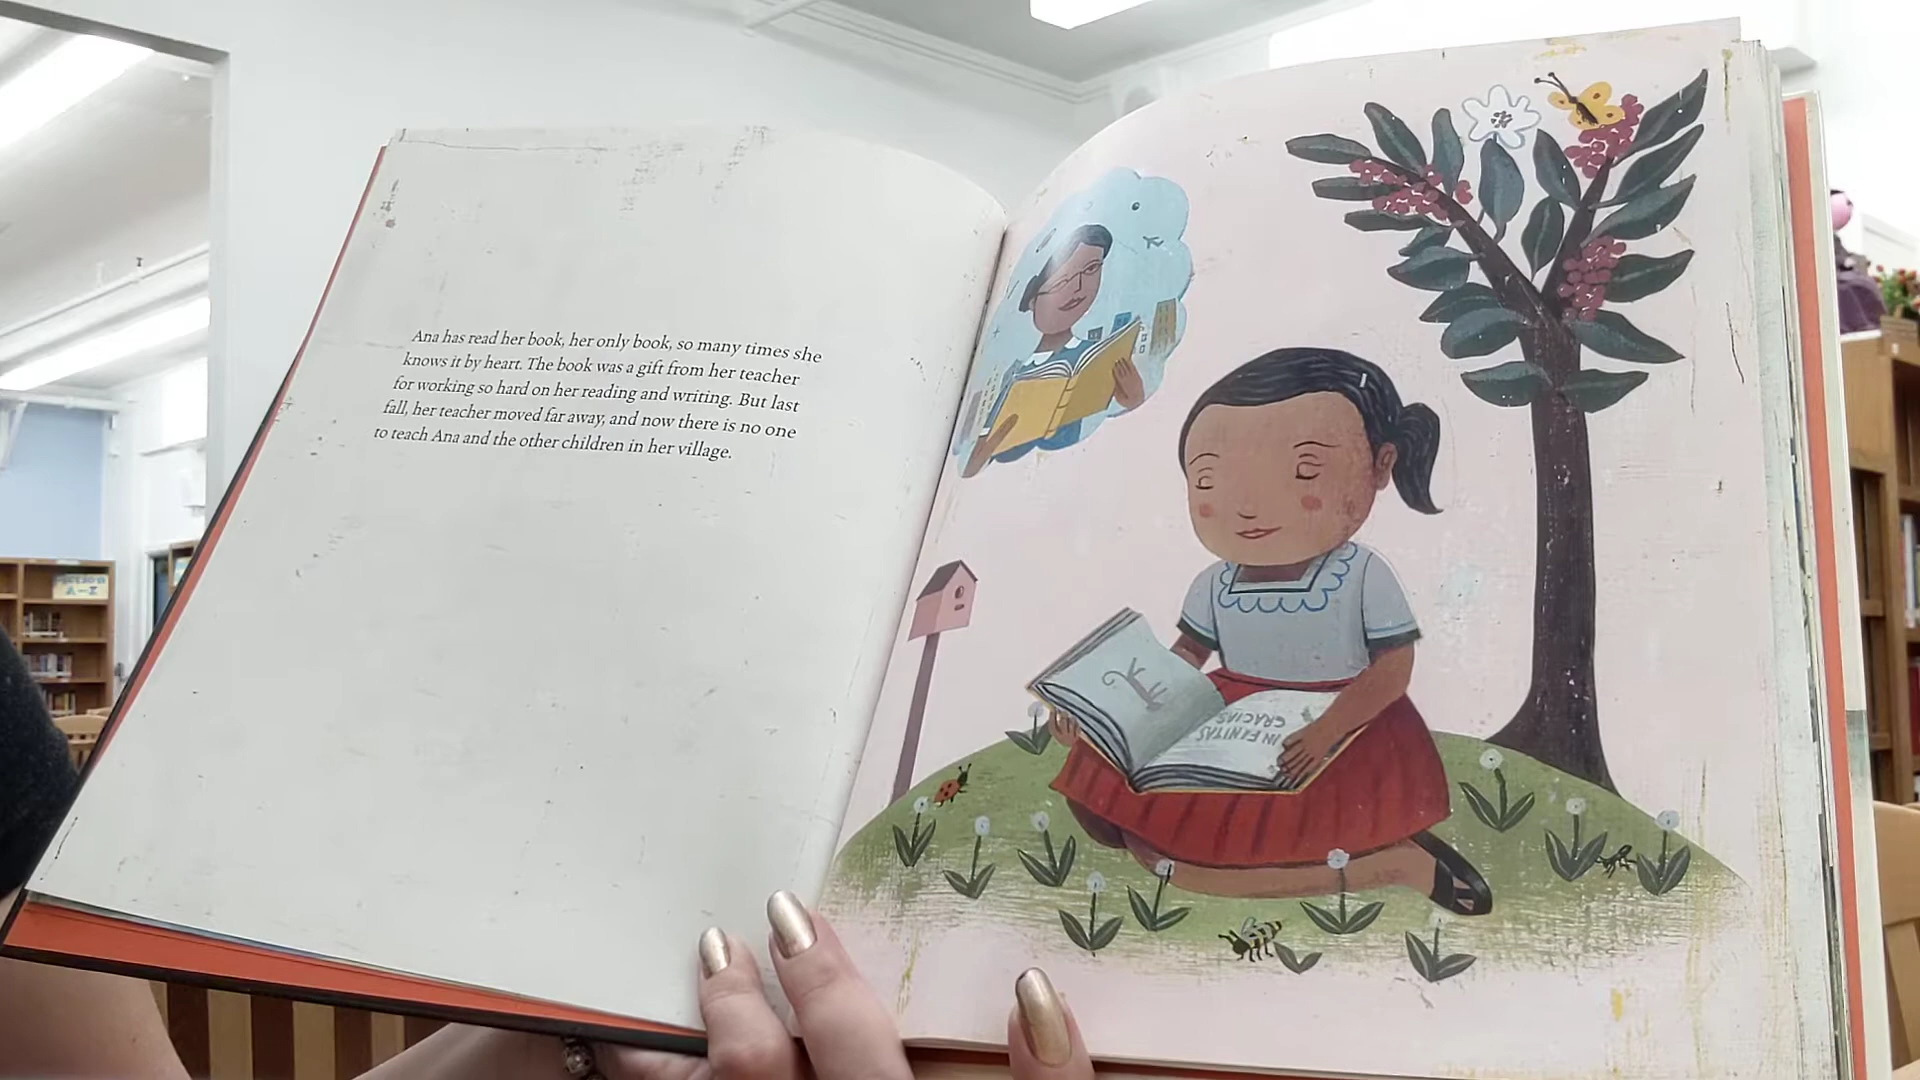 Ana has read her book, her only book, so many times she
knows it by heart. The book was a gift from her teacher
for working so hard on her reading and writing. But last
fall, her teacher moved far away, and now there is no one
to teach Ana and the other children in her village.
INFINITAS
GRACIAS
Fiction
A-Z